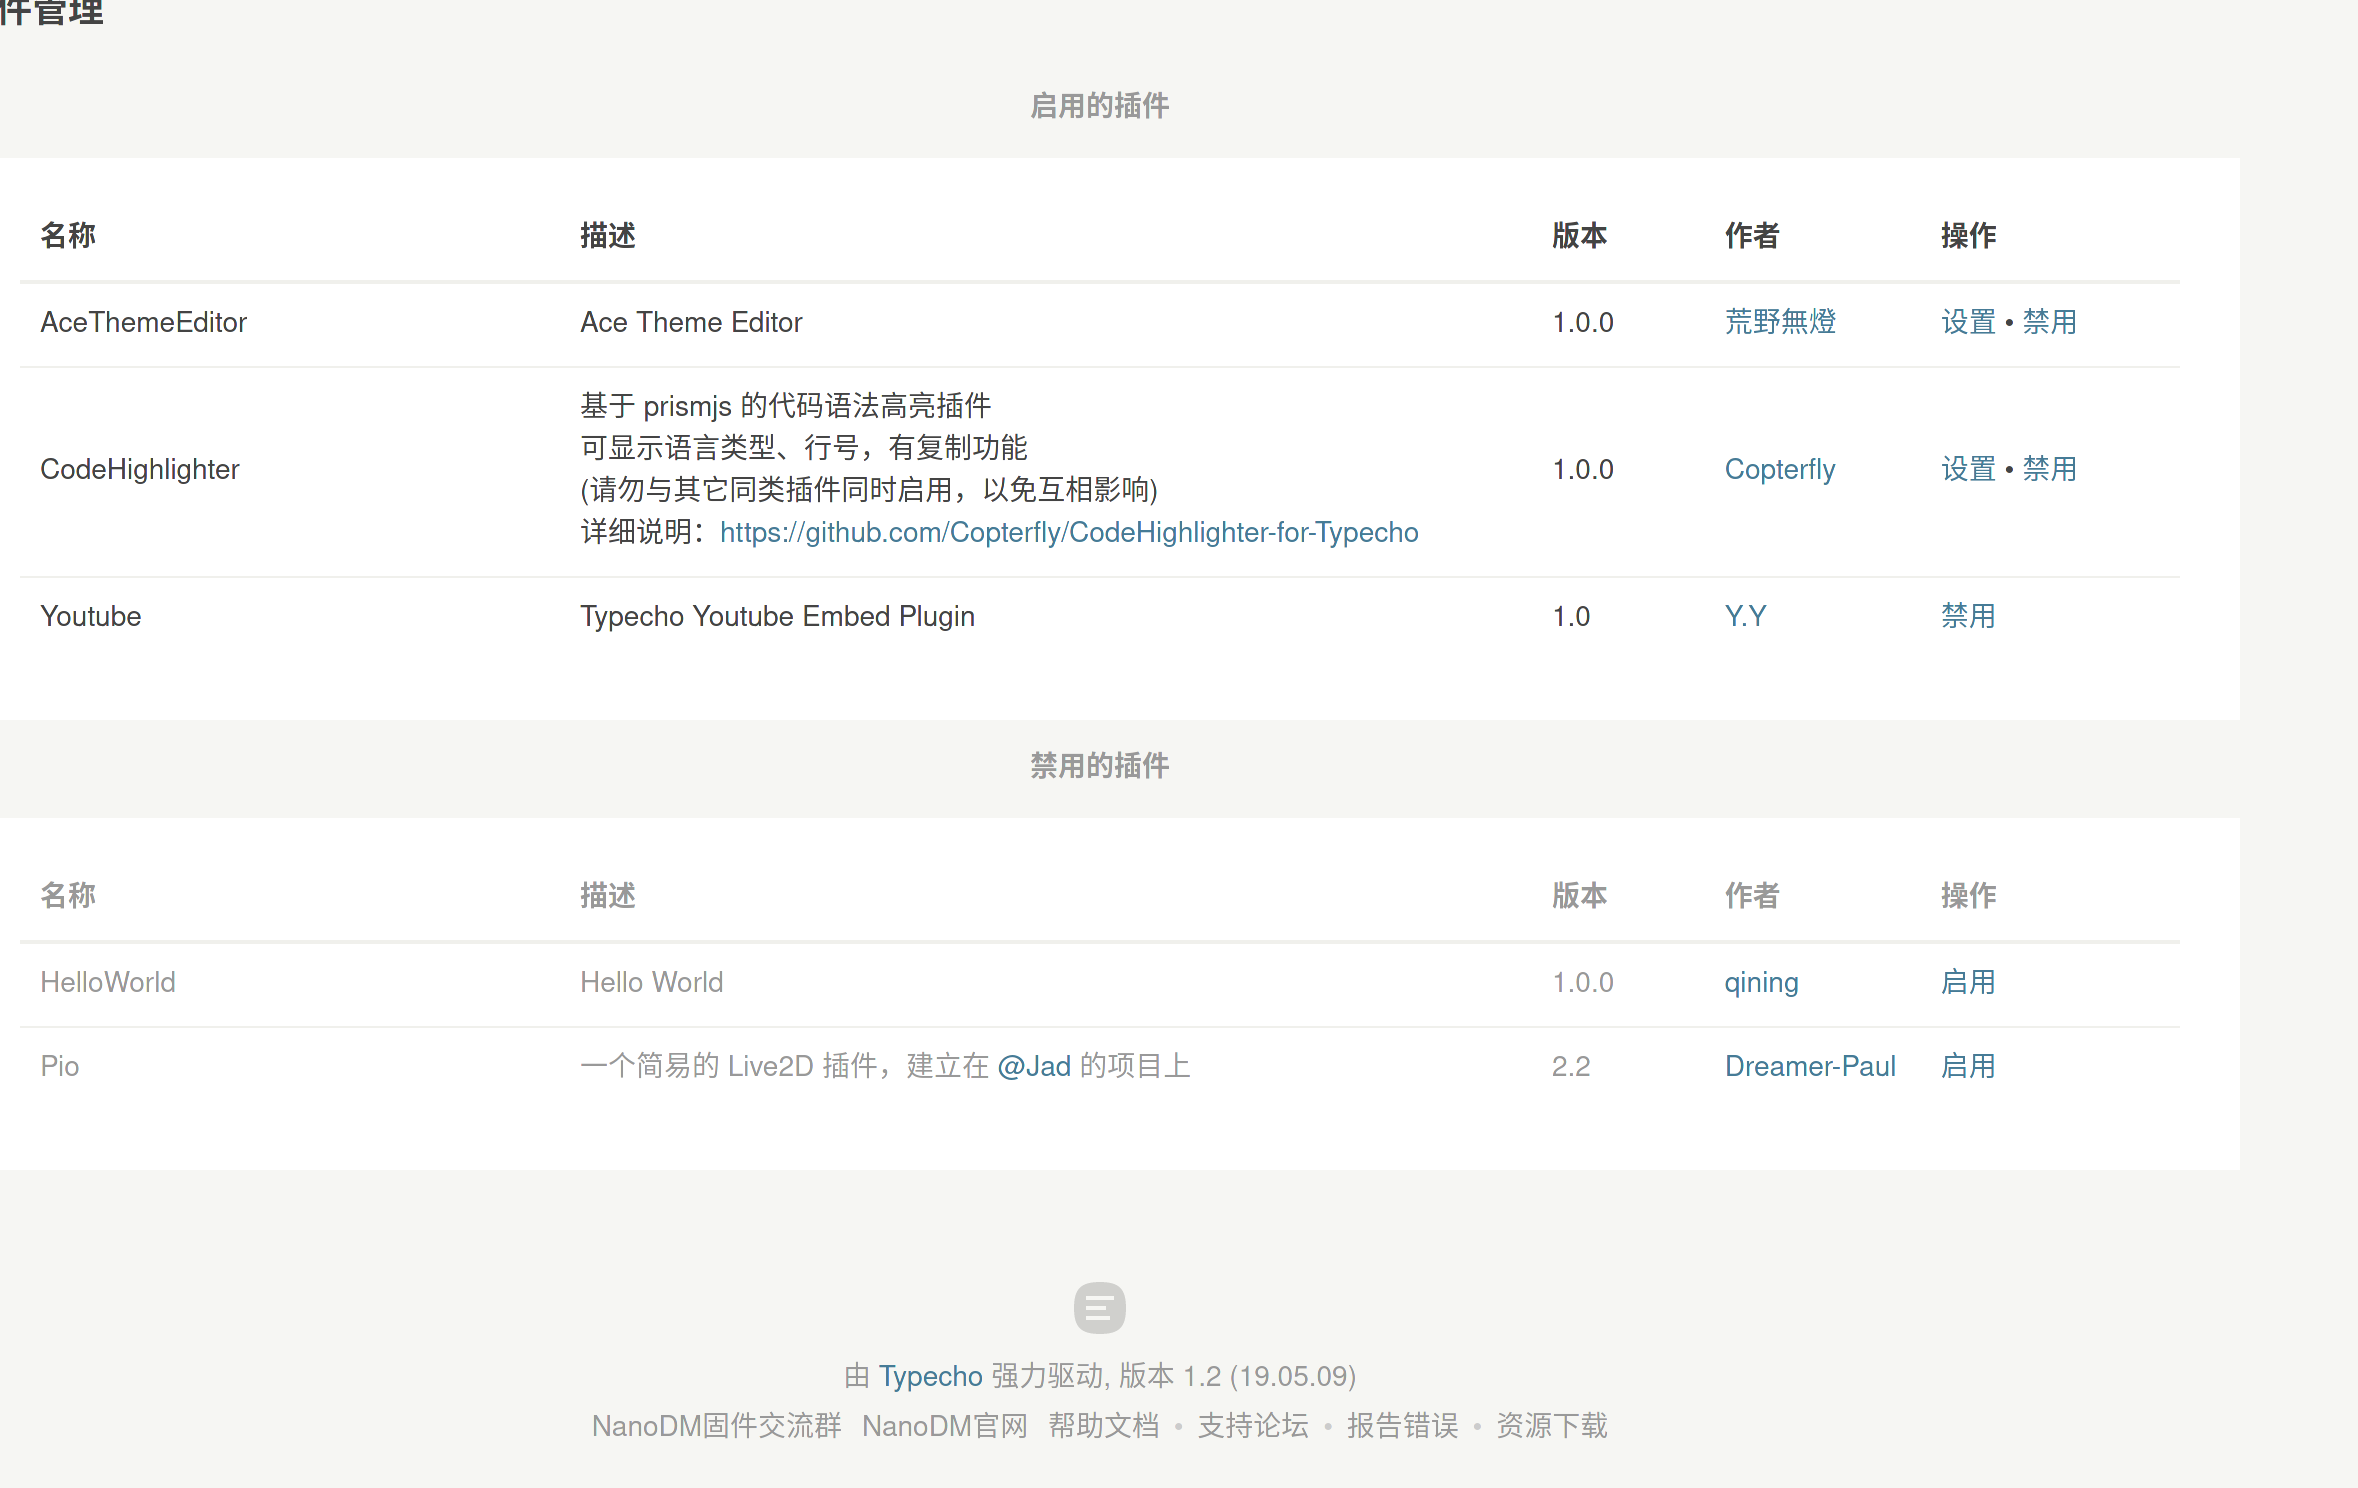 件管理
启用的插件
名称 描述 版本 作者 操作
AceThemeEditor Ace Theme Editor 1.0.0 荒野無燈 设置 • 禁用
基于 prismjs 的代码语法高亮插件
可显示语言类型、行号，有复制功能
CodeHighlighter 1.0.0 Copterfly 设置 • 禁用
(请勿与其它同类插件同时启用，以免互相影响)
详细说明：https://github.com/Copterfly/CodeHighlighter-for-Typecho
Youtube Typecho Youtube Embed Plugin 1.0 Y.Y 禁用
禁用的插件
名称 描述 版本 作者 操作
HelloWorld Hello World 1.0.0 qining 启用
Pio 一个简易的 Live2D 插件，建立在 @Jad 的项目上 2.2 Dreamer-Paul 启用
由 Typecho 强力驱动, 版本 1.2 (19.05.09)
NanoDM固件交流群 NanoDM官网 帮助文档 • 支持论坛 • 报告错误 • 资源下载